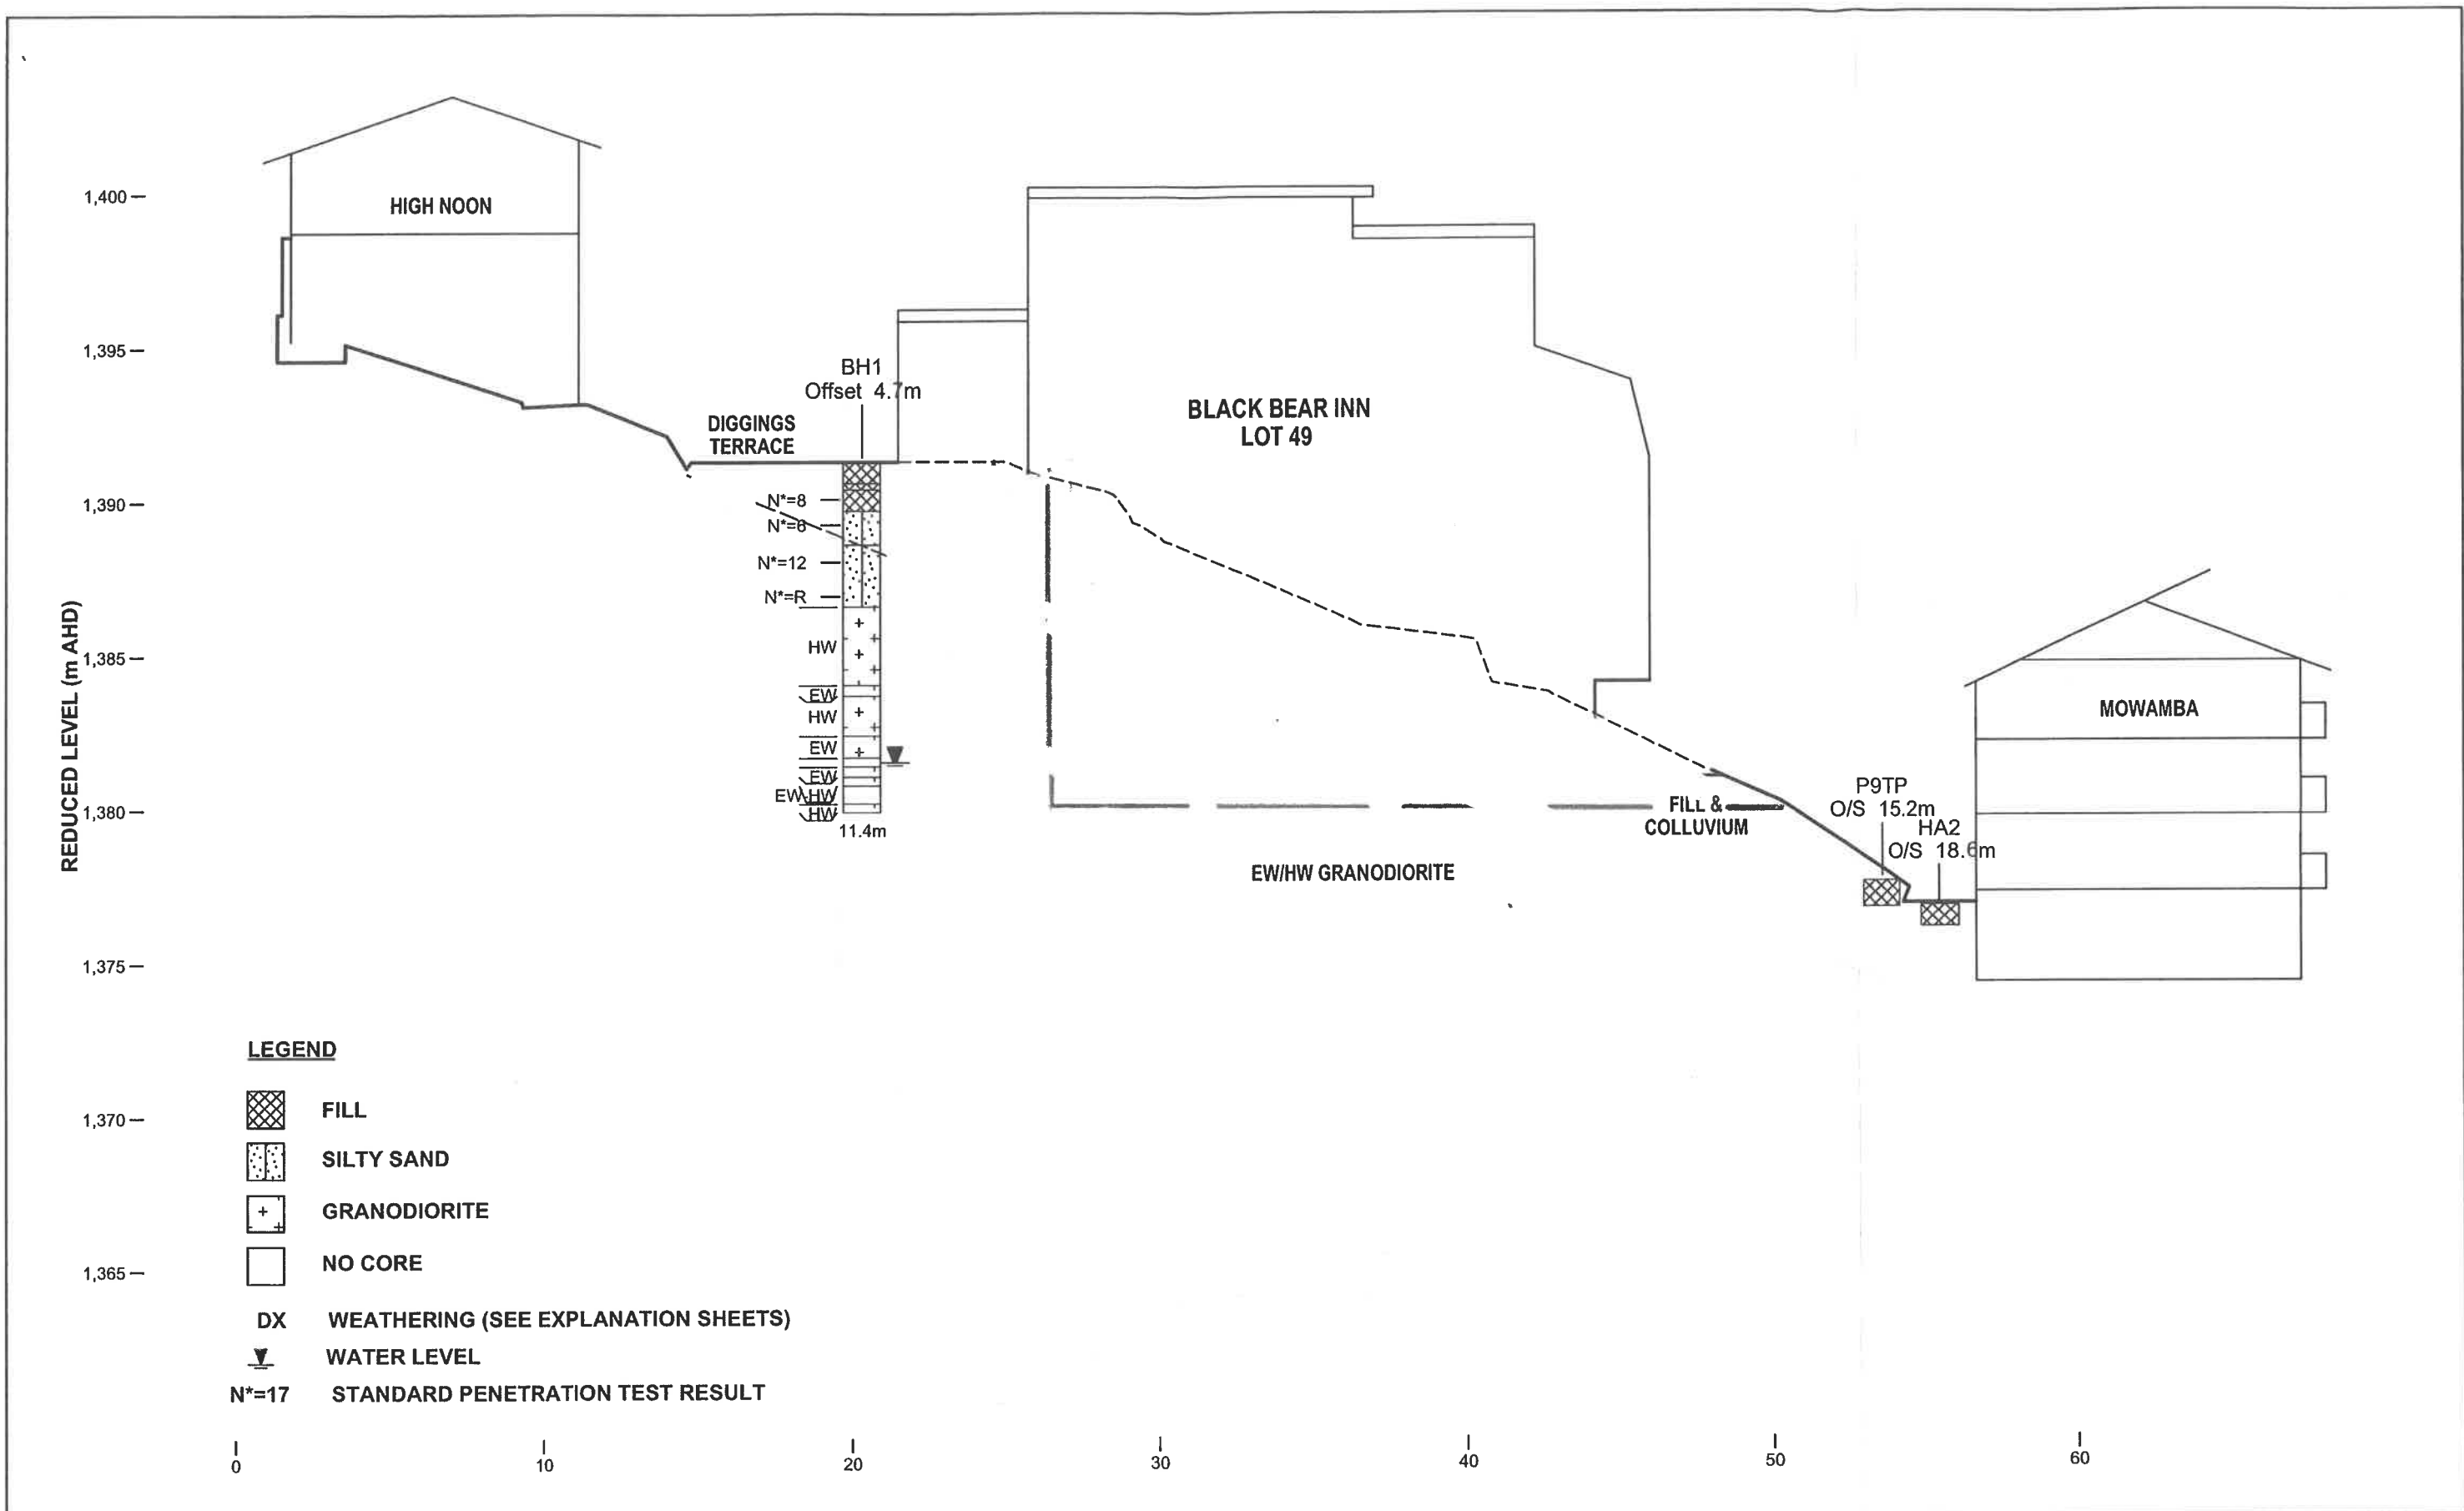 HIGH NOON
1,400
1,395
BH1
Offset 4.7m
DIGGINGS
TERRACE
BLACK BEAR INN
LOT 49
1,390
N*=8
N*=6
N*=12
N*=R
REDUCED LEVEL (m AHD)
1,385
HW
EW
HW
EW
EW
EW-HW
HW
11.4m
1,380
MOWAMBA
P9TP
O/S 15.2m
HA2
O/S 18.6m
FILL &
COLLUVIUM
EW/HW GRANODIORITE
1,375
1,370
1,365
LEGEND
FILL
SILTY SAND
GRANODIORITE
NO CORE
DX WEATHERING (SEE EXPLANATION SHEETS)
WATER LEVEL
N*=17 STANDARD PENETRATION TEST RESULT
0 10 20 30 40 50 60